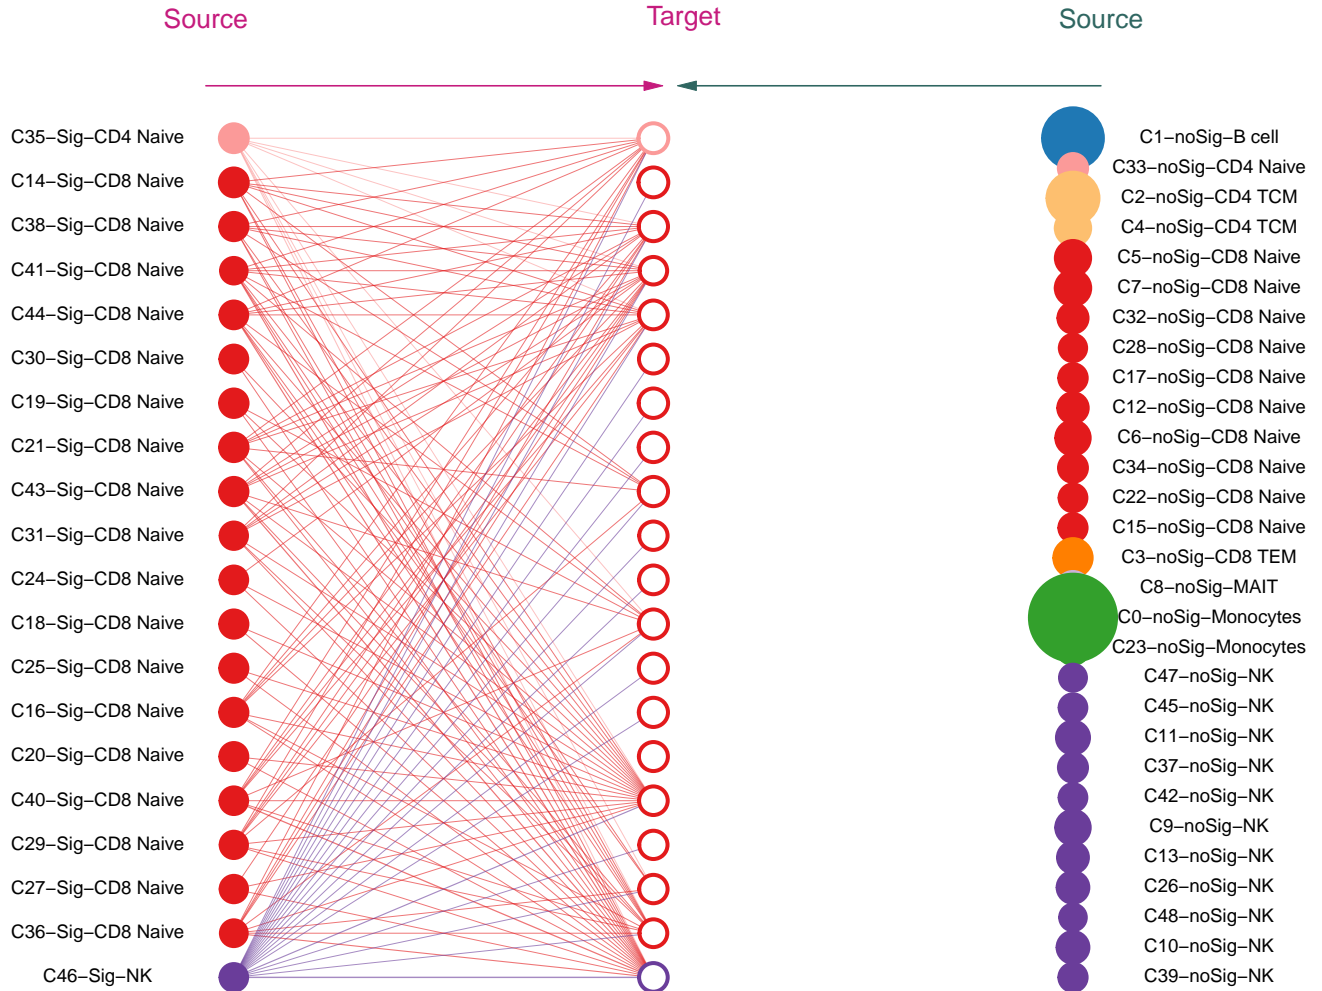 Source
Target
Source
C35−Sig−CD4 Naive
C14−Sig−CD8 Naive
C38−Sig−CD8 Naive
C41−Sig−CD8 Naive
C44−Sig−CD8 Naive
C30−Sig−CD8 Naive
C19−Sig−CD8 Naive
C21−Sig−CD8 Naive
C43−Sig−CD8 Naive
C31−Sig−CD8 Naive
C24−Sig−CD8 Naive
C18−Sig−CD8 Naive
C25−Sig−CD8 Naive
C16−Sig−CD8 Naive
C20−Sig−CD8 Naive
C40−Sig−CD8 Naive
C29−Sig−CD8 Naive
C27−Sig−CD8 Naive
C36−Sig−CD8 Naive
C46−Sig−NK
C1−noSig−B cell
C33−noSig−CD4 Naive
C2−noSig−CD4 TCM
C4−noSig−CD4 TCM
C5−noSig−CD8 Naive
C7−noSig−CD8 Naive
C32−noSig−CD8 Naive
C28−noSig−CD8 Naive
C17−noSig−CD8 Naive
C12−noSig−CD8 Naive
C6−noSig−CD8 Naive
C34−noSig−CD8 Naive
C22−noSig−CD8 Naive
C15−noSig−CD8 Naive
C3−noSig−CD8 TEM
C8−noSig−MAIT
C0−noSig−Monocytes
C23−noSig−Monocytes
C47−noSig−NK
C45−noSig−NK
C11−noSig−NK
C37−noSig−NK
C42−noSig−NK
C9−noSig−NK
C13−noSig−NK
C26−noSig−NK
C48−noSig−NK
C10−noSig−NK
C39−noSig−NK